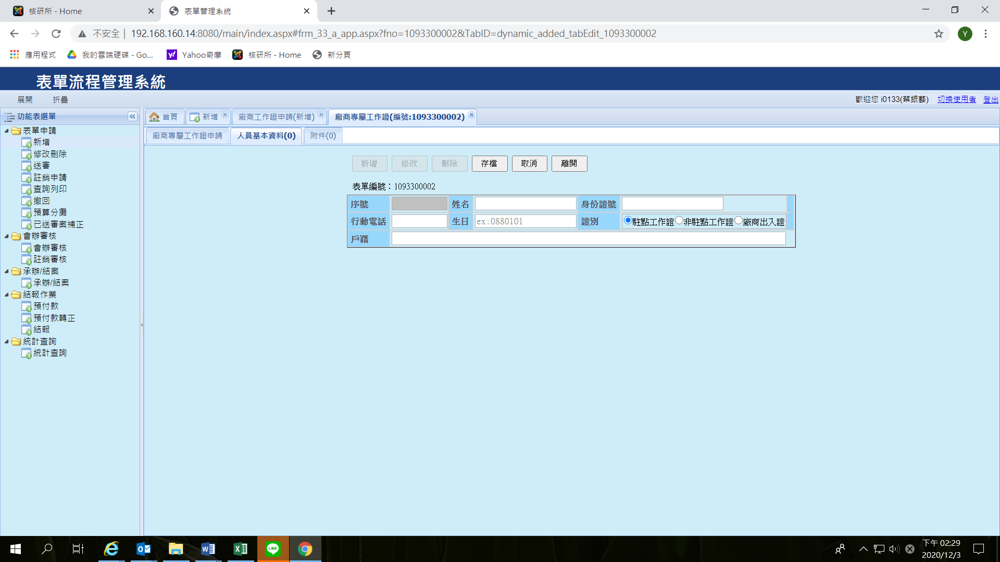 核研所 - Home
表單管理系統
不安全
192.168.160.14:8080/main/index.aspx#frm_33_a_app.aspx?fno=1093300002&TabID=dynamic_added_tabEdit_1093300002
Y
應用程式
我的雲端硬碟 - Go...
Yahoo奇摩
核研所 - Home
新分頁
表單流程管理系統
展開 折疊
歡迎您 i0133(蔡銀藝) 切換使用者 登出
功能表選單
表單申請
新增
修改刪除
送審
註銷申請
查詢列印
撤回
預算分攤
已送審案補正
會辦審核
會辦審核
註銷審核
承辦/結案
承辦/結案
結報作業
預付款
預付款轉正
結報
統計查詢
統計查詢
首頁
新增
廠商工作證申請(新增)
廠商專屬工作證(編號:1093300002)
廠商專屬工作證申請
人員基本資料(0)
附件(0)
新增 修改 刪除 存檔 取消 離開
表單編號：1093300002
序號 姓名 身份證號
行動電話 生日 ex:0880101 證別 駐點工作證 非駐點工作證 廠商出入證
戶籍
下午 02:29
2020/12/3